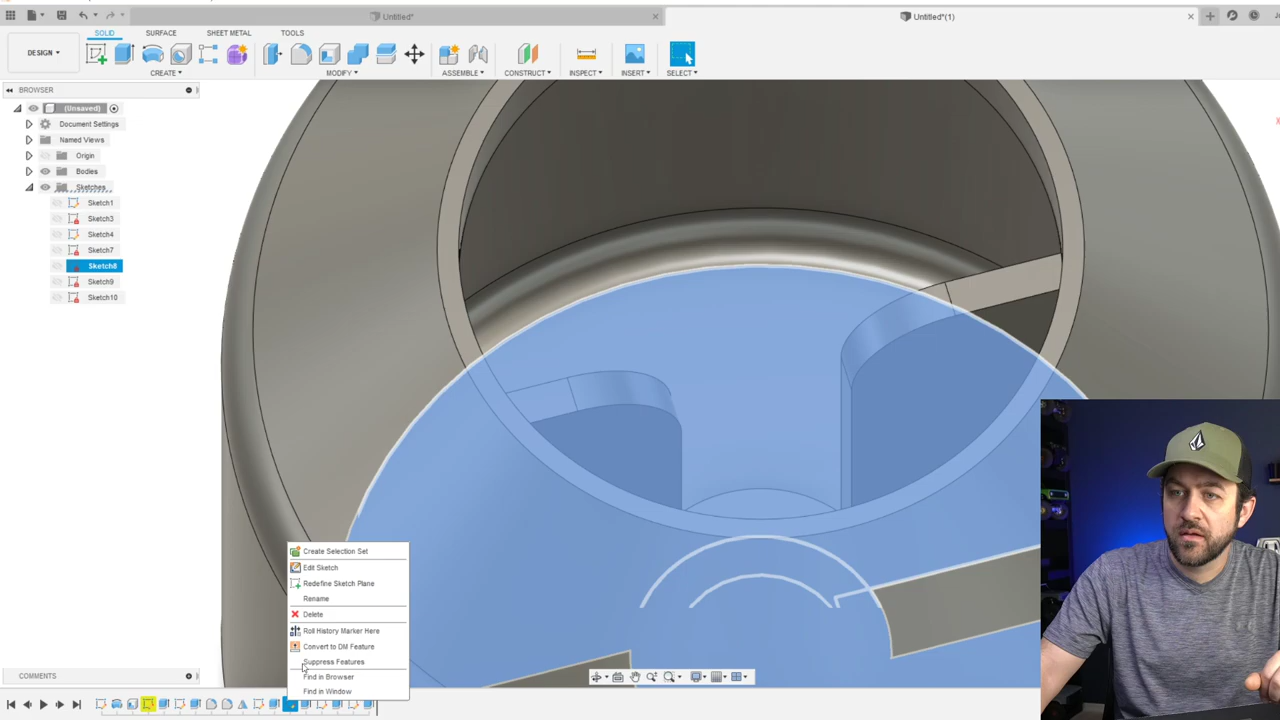 Untitled*
Untitled*(1)
SOLID
SURFACE
SHEET METAL
TOOLS
DESIGN
CREATE
MODIFY
ASSEMBLE
CONSTRUCT
INSPECT
INSERT
SELECT
BROWSER
(Unsaved)
Document Settings
Named Views
Origin
Bodies
Sketches
Sketch1
Sketch3
Sketch4
Sketch7
Sketch8
Sketch9
Sketch10
Create Selection Set
Edit Sketch
Redefine Sketch Plane
Rename
Delete
Roll History Marker Here
Convert to DM Feature
Suppress Features
Find in Browser
Find in Window
COMMENTS